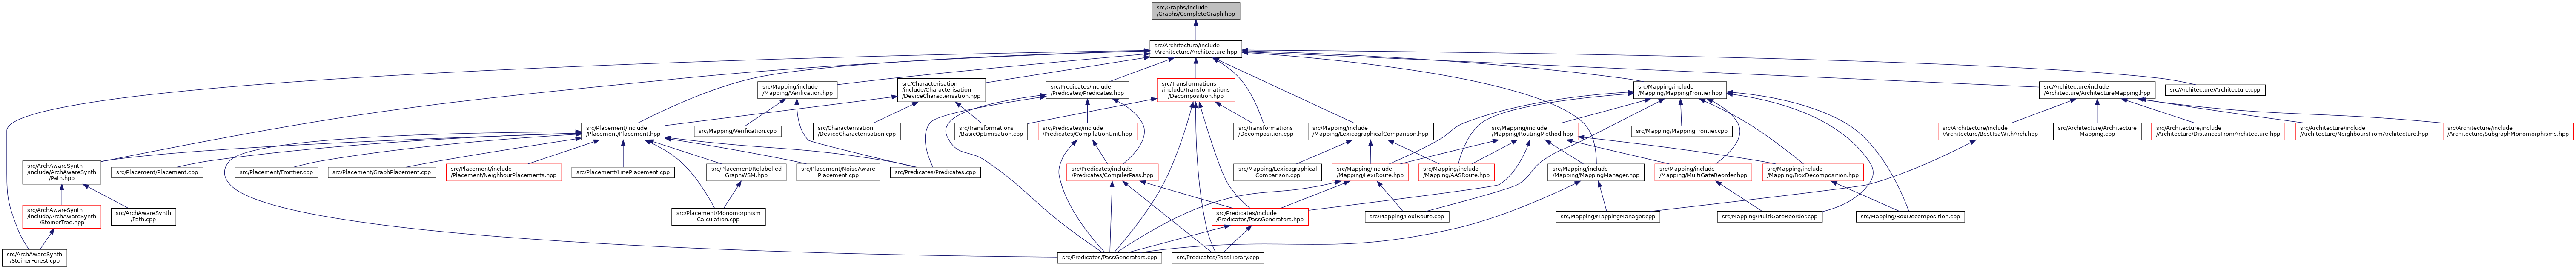 src/Graphs/include
/Graphs/CompleteGraph.hpp
src/Architecture/include
/Architecture/Architecture.hpp
src/Mapping/include
/Mapping/Verification.hpp
src/Characterisation
/include/Characterisation
/DeviceCharacterisation.hpp
src/Predicates/include
/Predicates/Predicates.hpp
src/Transformations
/include/Transformations
/Decomposition.hpp
src/Mapping/include
/Mapping/MappingFrontier.hpp
src/Architecture/include
/Architecture/ArchitectureMapping.hpp
src/Architecture/Architecture.cpp
src/Placement/include
/Placement/Placement.hpp
src/Mapping/Verification.cpp
src/Characterisation
/DeviceCharacterisation.cpp
src/Transformations
/BasicOptimisation.cpp
src/Predicates/include
/Predicates/CompilationUnit.hpp
src/Transformations
/Decomposition.cpp
src/Mapping/include
/Mapping/LexicographicalComparison.hpp
src/Mapping/include
/Mapping/RoutingMethod.hpp
src/Mapping/MappingFrontier.cpp
src/Architecture/include
/Architecture/BestTsaWithArch.hpp
src/Architecture/Architecture
Mapping.cpp
src/Architecture/include
/Architecture/DistancesFromArchitecture.hpp
src/Architecture/include
/Architecture/NeighboursFromArchitecture.hpp
src/Architecture/include
/Architecture/SubgraphMonomorphisms.hpp
src/ArchAwareSynth
/include/ArchAwareSynth
/Path.hpp
src/Placement/Placement.cpp
src/Placement/Frontier.cpp
src/Placement/GraphPlacement.cpp
src/Placement/include
/Placement/NeighbourPlacements.hpp
src/Placement/LinePlacement.cpp
src/Placement/Relabelled
GraphWSM.hpp
src/Placement/NoiseAware
Placement.cpp
src/Predicates/Predicates.cpp
src/Predicates/include
/Predicates/CompilerPass.hpp
src/Mapping/Lexicographical
Comparison.cpp
src/Mapping/include
/Mapping/LexiRoute.hpp
src/Mapping/include
/Mapping/AASRoute.hpp
src/Mapping/include
/Mapping/MappingManager.hpp
src/Mapping/include
/Mapping/MultiGateReorder.hpp
src/Mapping/include
/Mapping/BoxDecomposition.hpp
src/ArchAwareSynth
/include/ArchAwareSynth
/SteinerTree.hpp
src/ArchAwareSynth
/Path.cpp
src/Placement/Monomorphism
Calculation.cpp
src/Predicates/include
/Predicates/PassGenerators.hpp
src/Mapping/LexiRoute.cpp
src/Mapping/MappingManager.cpp
src/Mapping/MultiGateReorder.cpp
src/Mapping/BoxDecomposition.cpp
src/ArchAwareSynth
/SteinerForest.cpp
src/Predicates/PassGenerators.cpp
src/Predicates/PassLibrary.cpp